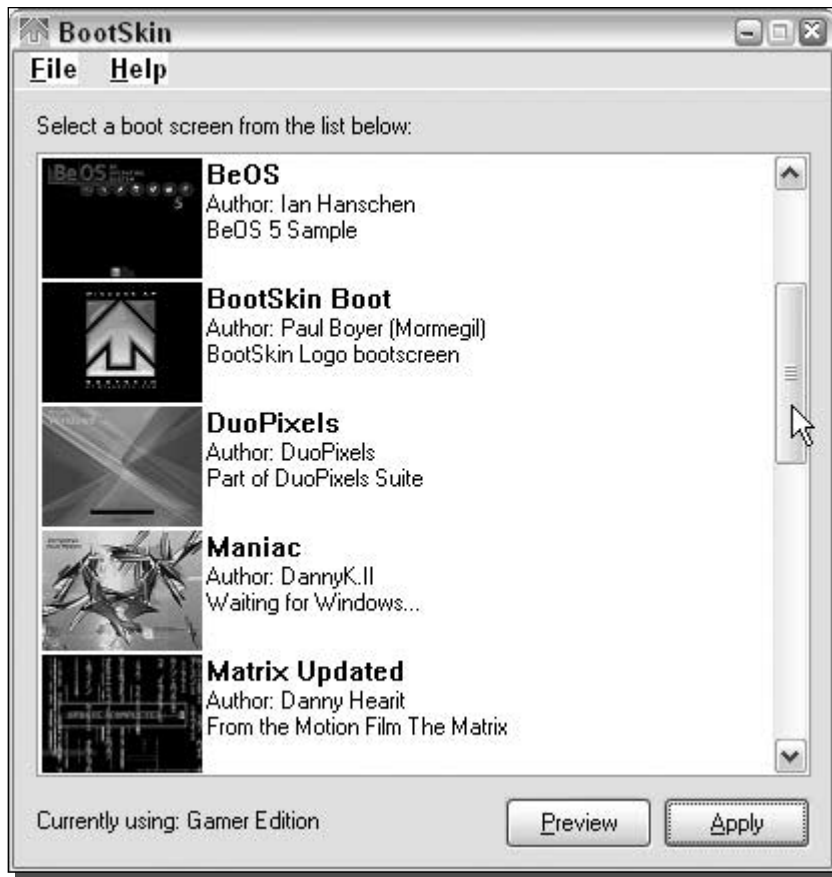 BootSkin
File Help
Select a boot screen from the list below:
BeOS
BeOS
Author: Ian Hanschen
BeOS 5 Sample
5
BootSkin Boot
Author: Paul Boyer (Mormegil)
BootSkin Logo bootscreen
BOOTSKIN
DuoPixels
Author: DuoPixels
Part of DuoPixels Suite
Maniac
Author: DannyK.II
Waiting for Windows...
Matrix Updated
Author: Danny Hearit
From the Motion Film The Matrix
Currently using: Gamer Edition
Preview
Apply